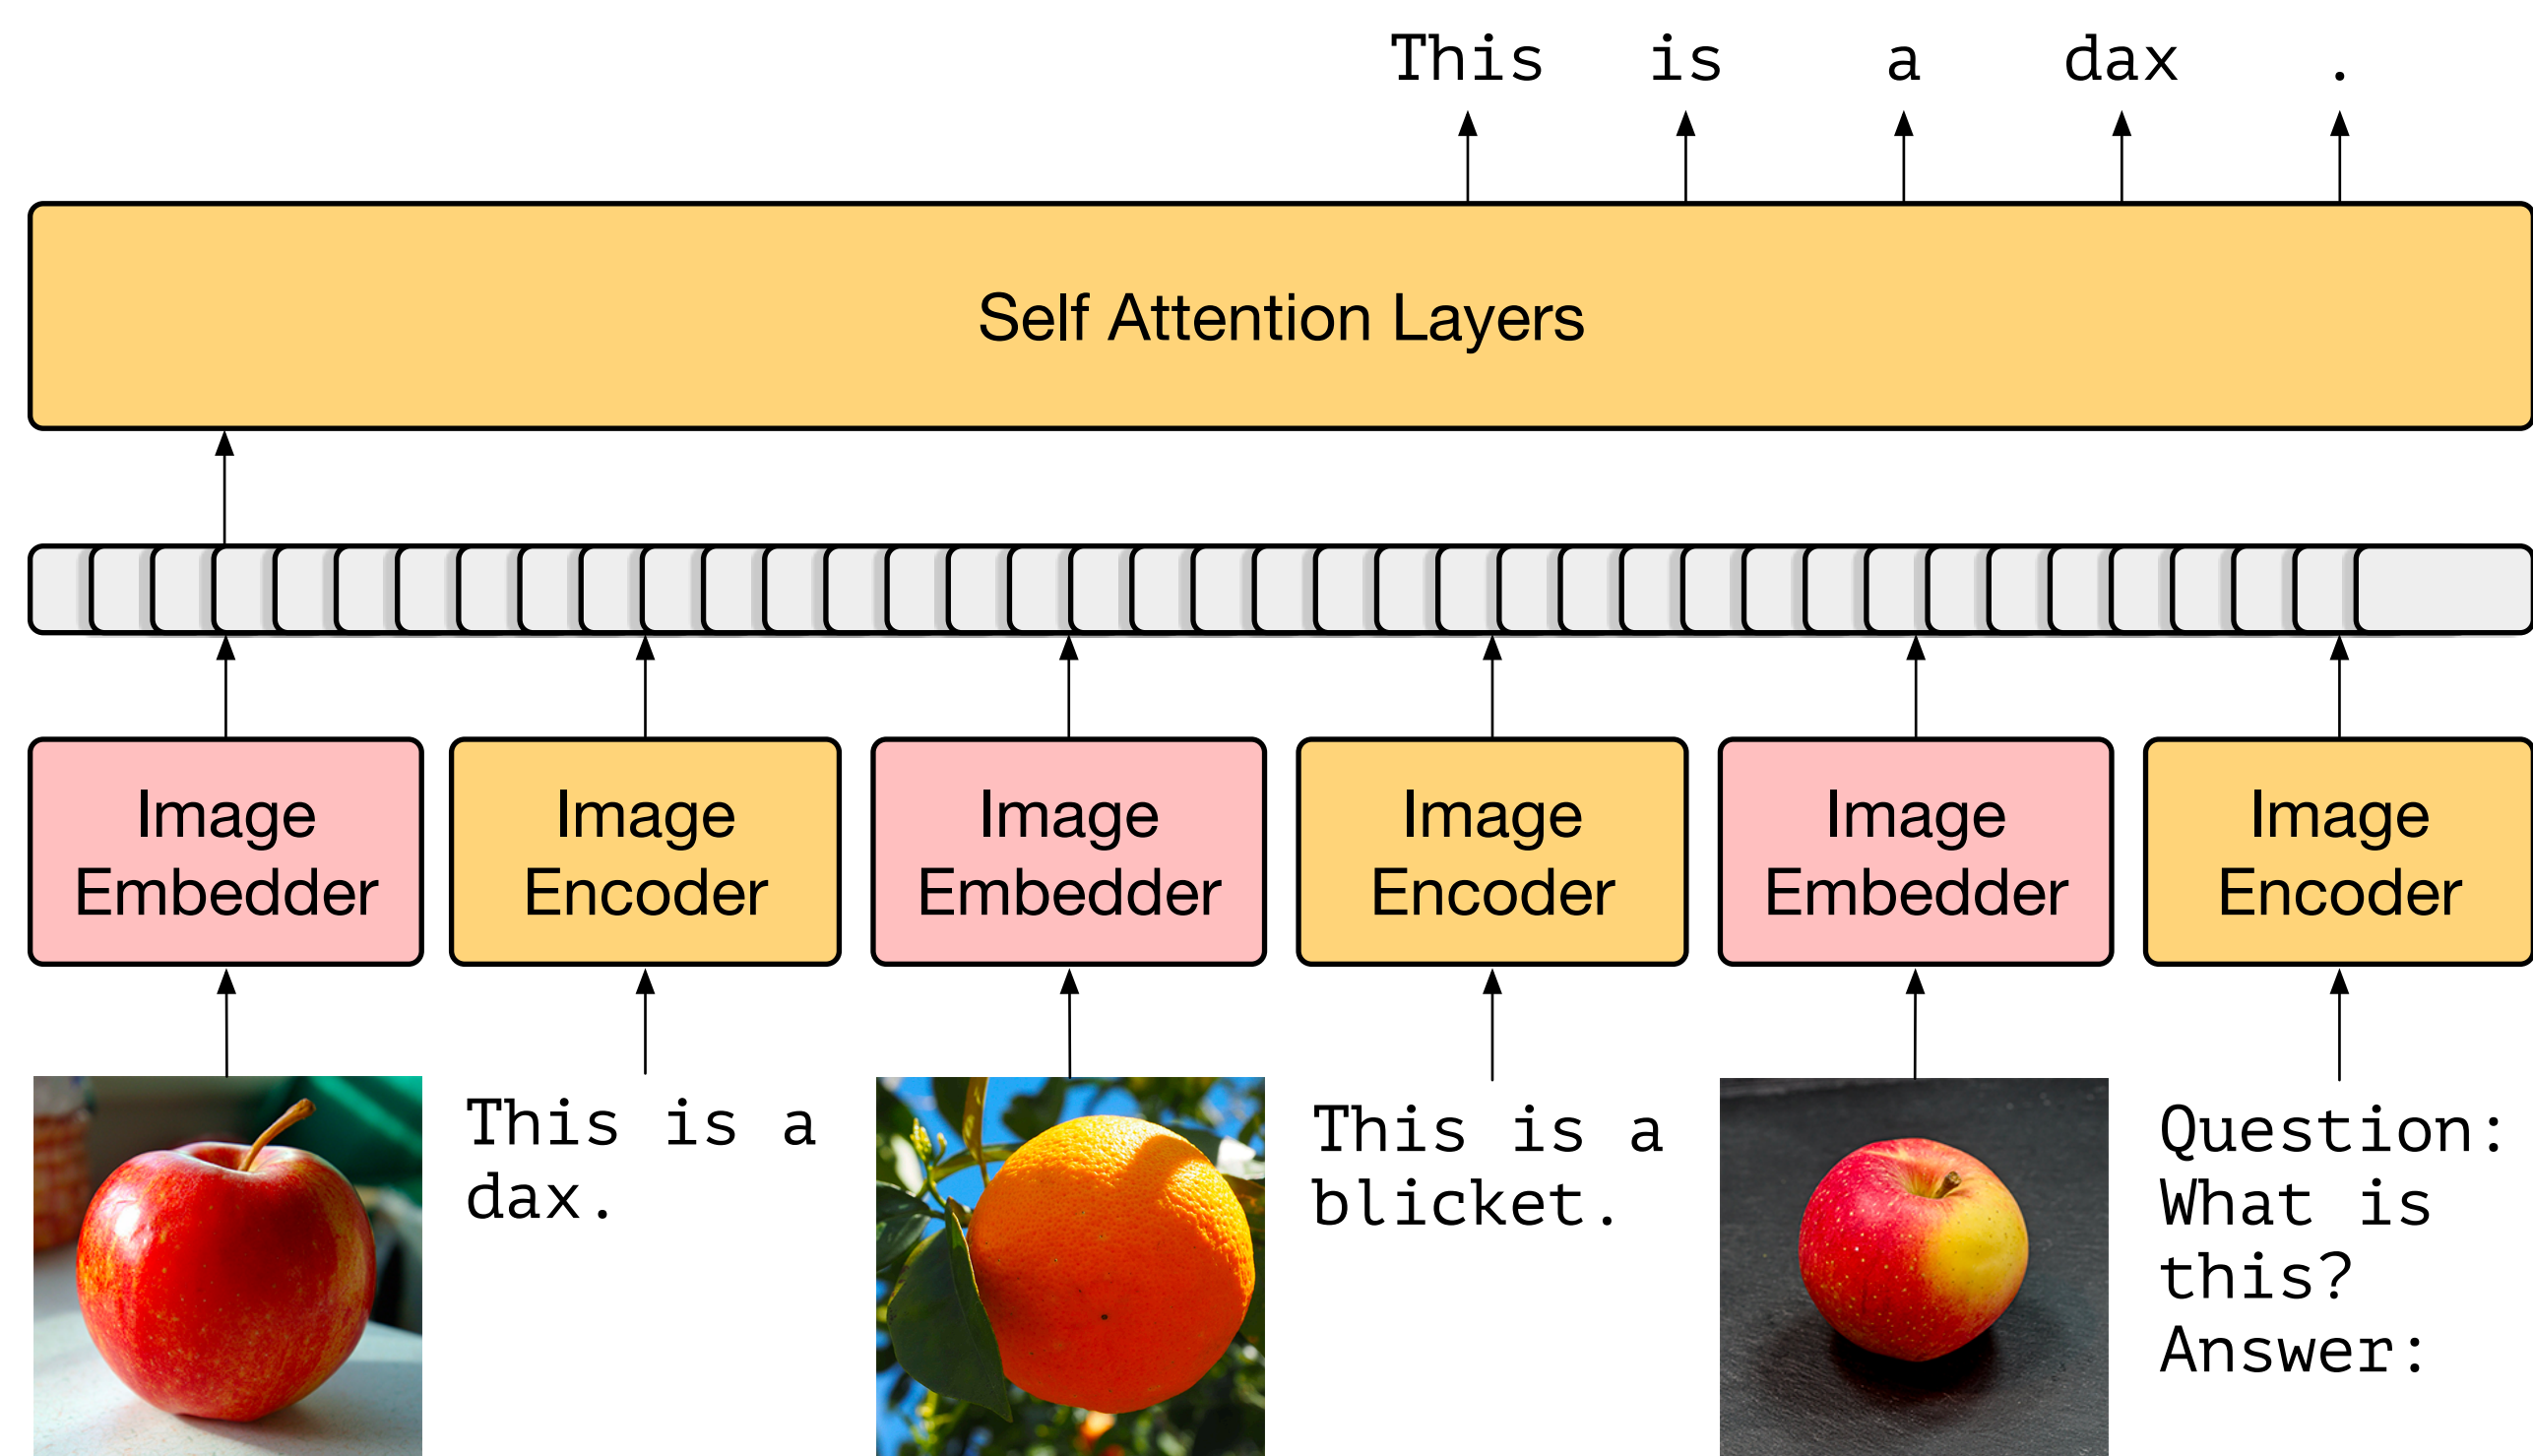 This is a dax .
Self Attention Layers
Image
Embedder
Image
Encoder
Image
Embedder
Image
Encoder
Image
Embedder
Image
Encoder
This is a
dax.
This is a
blicket.
Question:
What is
this?
Answer: